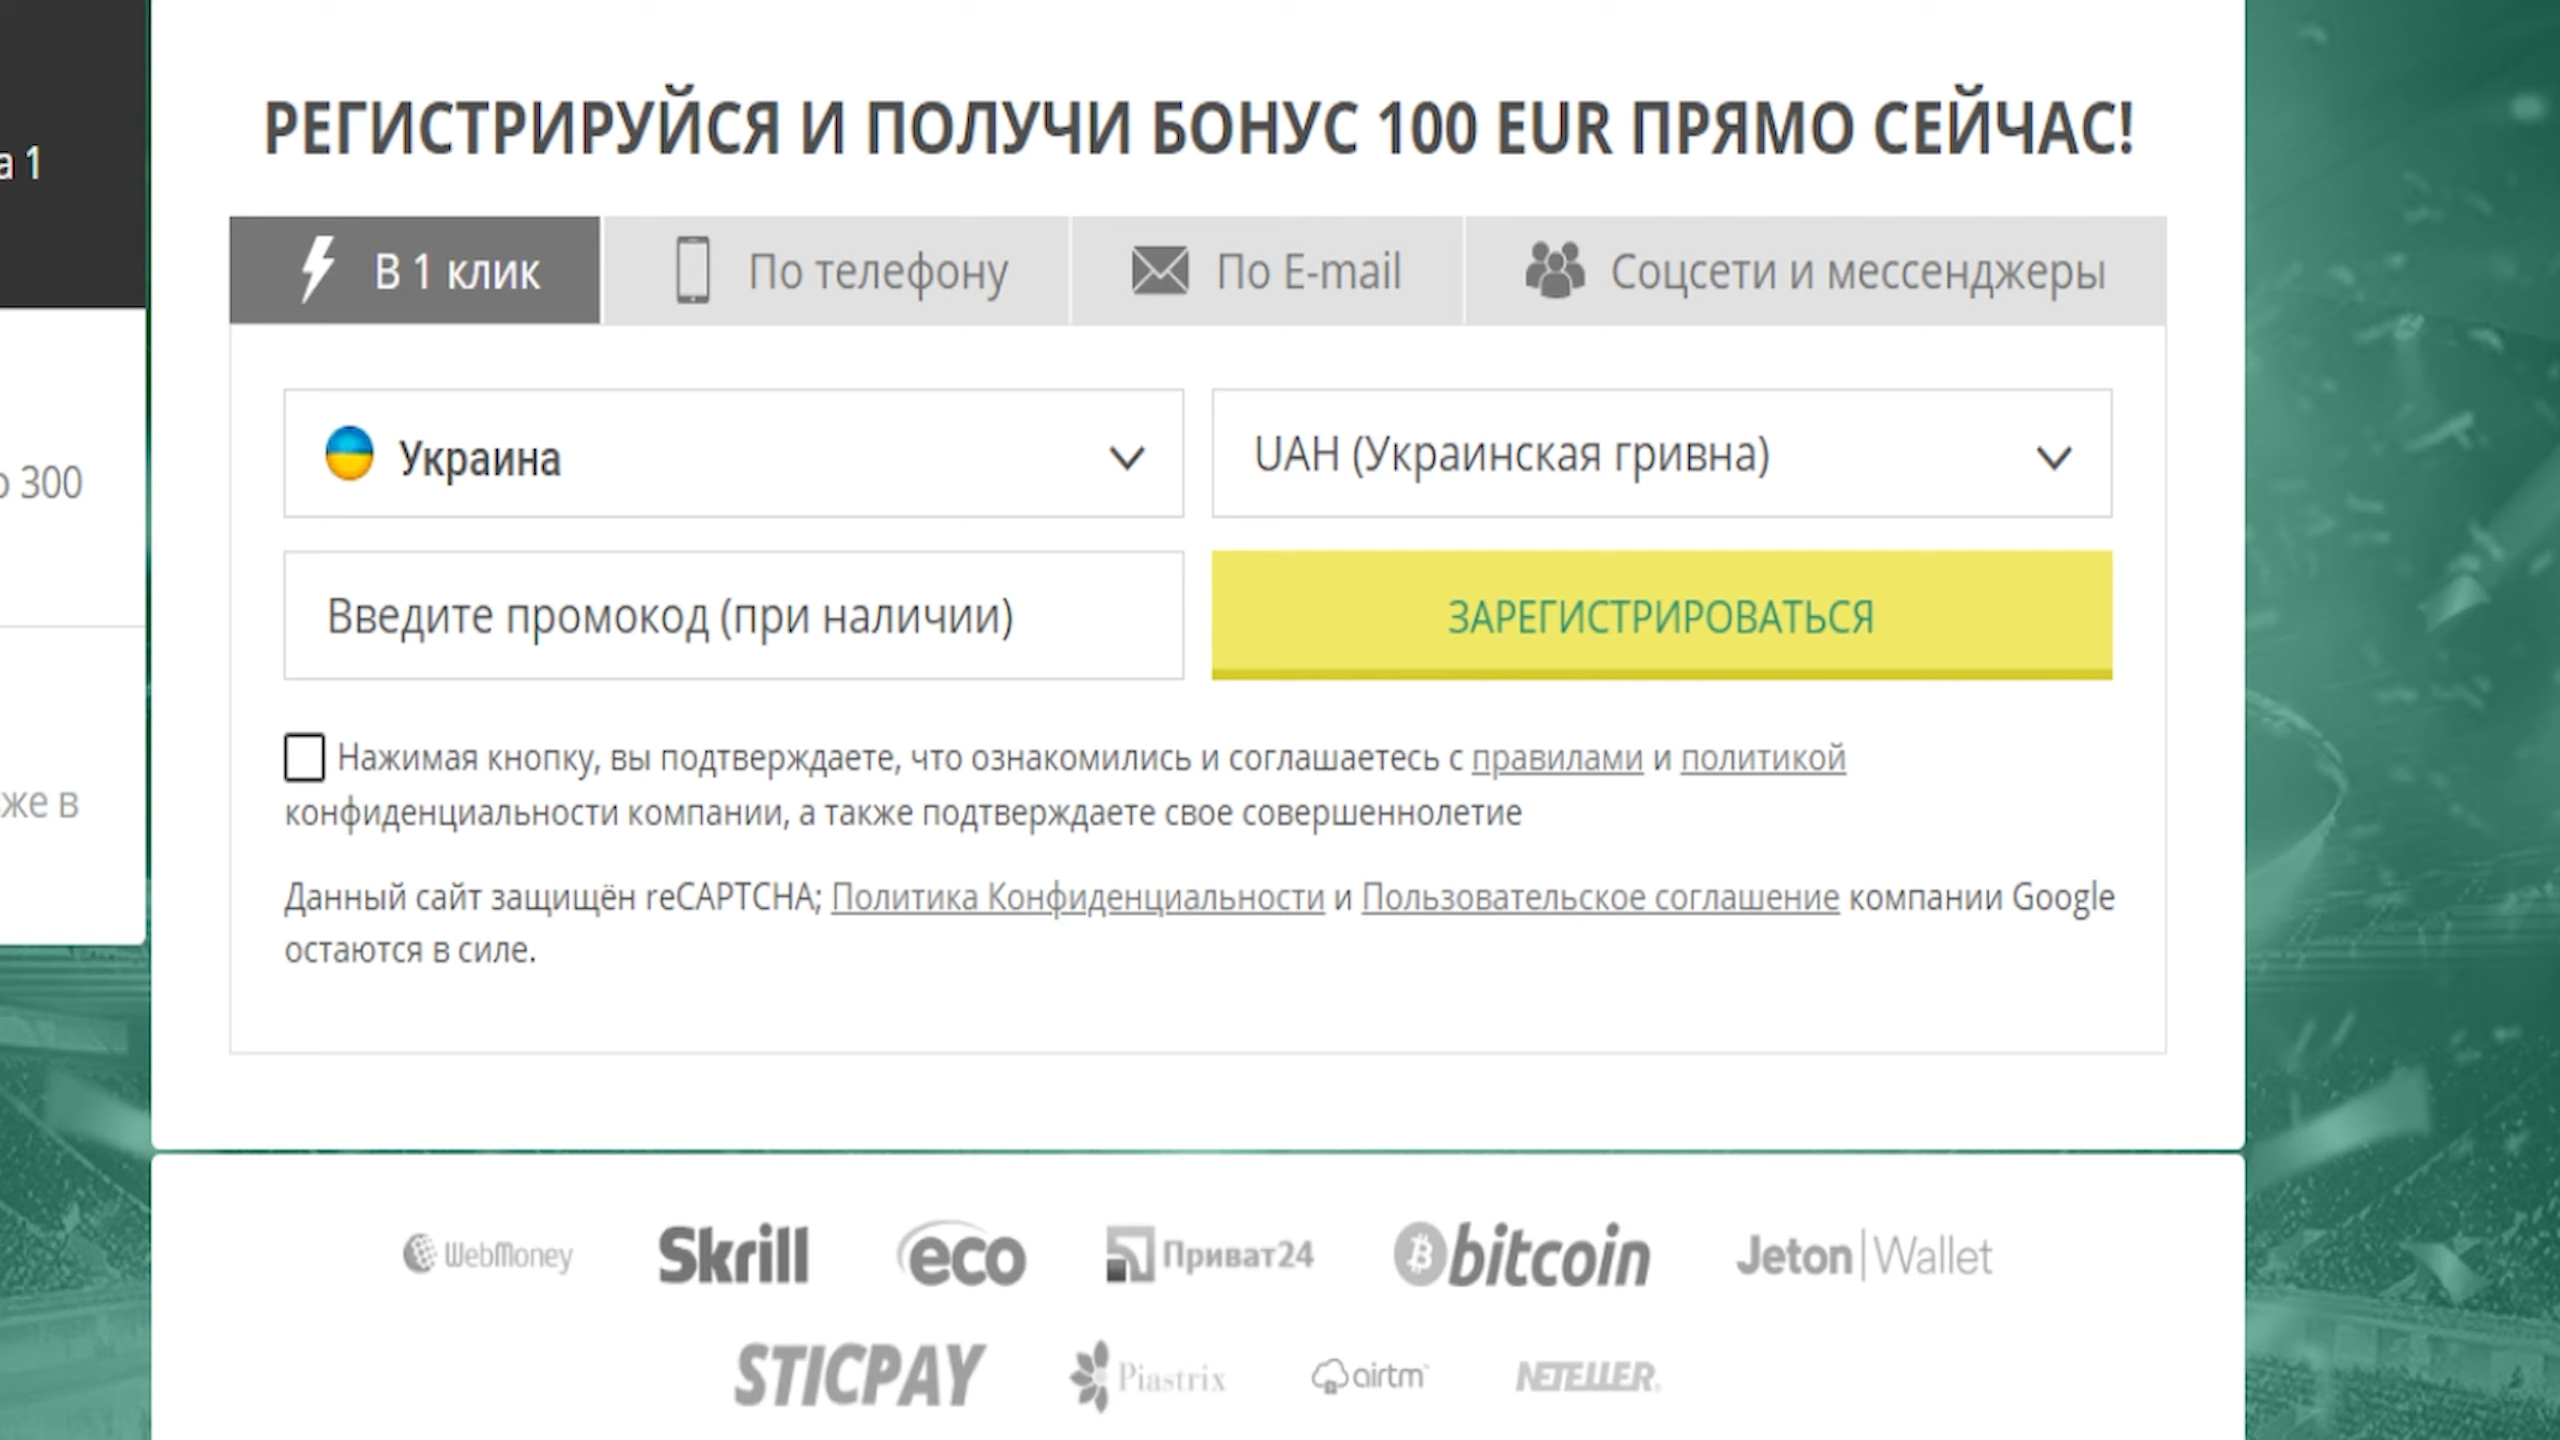 РЕГИСТРИРУЙСЯ И ПОЛУЧИ БОНУС 100 EUR ПРЯМО СЕЙЧАС!
а 1
В 1 клик
По телефону
По E-mail
Соцсети и мессенджеры
Украина
UAH (Украинская гривна)
о 300
Введите промокод (при наличии)
ЗАРЕГИСТРИРОВАТЬСЯ
Нажимая кнопку, вы подтверждаете, что ознакомились и соглашаетесь с правилами и политикой
конфиденциальности компании, а также подтверждаете свое совершеннолетие
же в
Данный сайт защищён reCAPTCHA; Политика Конфиденциальности и Пользовательское соглашение компании Google
остаются в силе.
WebMoney
Skrill
eco
Приват24
bitcoin
Jeton|Wallet
STICPAY
Piastrix
airtm
NETELLER